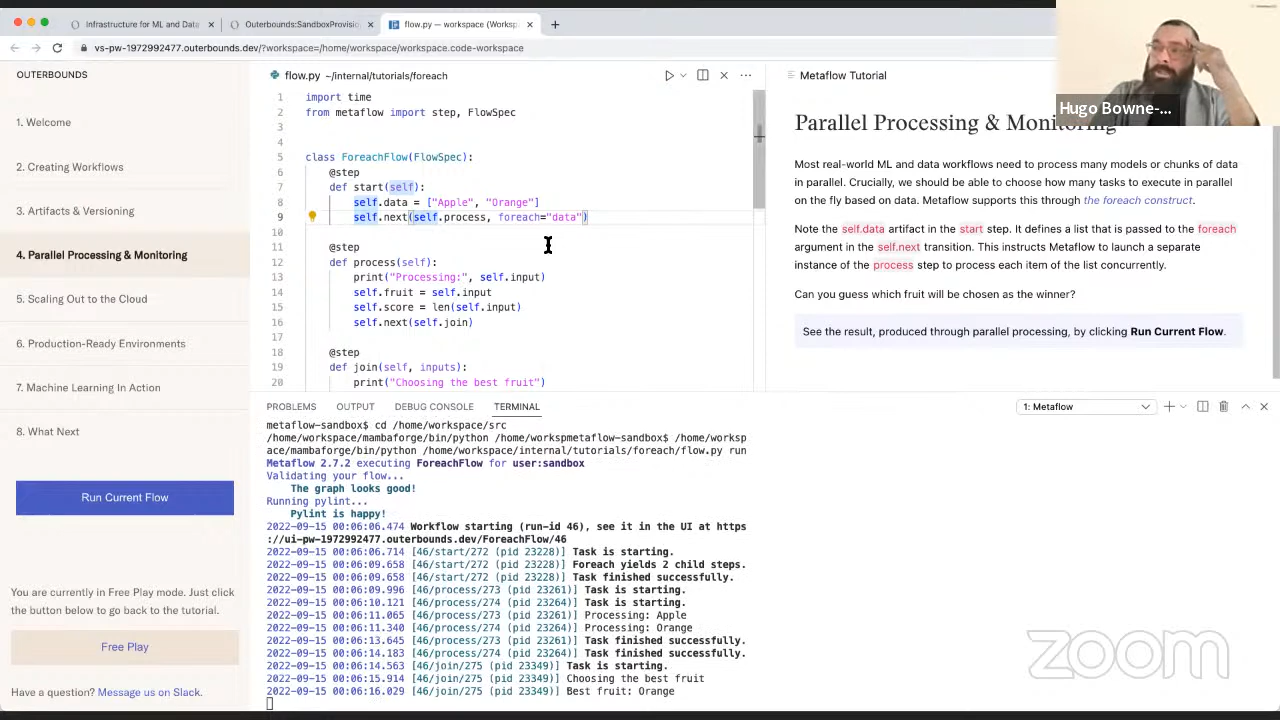 Infrastructure for ML and Data
Outerbounds:SandboxProvision
flow.py — workspace (Worksp
vs-pw-1972992477.outerbounds.dev/?workspace=/home/workspace/workspace.code-workspace
Hugo Bowne-...
OUTERBOUNDS
1. Welcome
2. Creating Workflows
3. Artifacts & Versioning
4. Parallel Processing & Monitoring
5. Scaling Out to the Cloud
6. Production-Ready Environments
7. Machine Learning In Action
8. What Next
Run Current Flow
You are currently in Free Play mode. Just click
the button below to go back to the tutorial.
Free Play
Have a question? Message us on Slack.
flow.py ~/internal/tutorials/foreach
1 import time
2 from metaflow import step, FlowSpec
3
4
5 class ForeachFlow(FlowSpec):
6 @step
7 def start(self):
8 self.data = ["Apple", "Orange"]
9 self.next(self.process, foreach="data")
10
11 @step
12 def process(self):
13 print("Processing:", self.input)
14 self.fruit = self.input
15 self.score = len(self.input)
16 self.next(self.join)
17
18 @step
19 def join(self, inputs):
20 print("Choosing the best fruit")
Metaflow Tutorial
Parallel Processing & Monitoring
Most real-world ML and data workflows need to process many models or chunks of data
in parallel. Crucially, we should be able to choose how many tasks to execute in parallel
on the fly based on data. Metaflow supports this through the foreach construct.
Note the self.data artifact in the start step. It defines a list that is passed to the foreach
argument in the self.next transition. This instructs Metaflow to launch a separate
instance of the process step to process each item of the list concurrently.
Can you guess which fruit will be chosen as the winner?
See the result, produced through parallel processing, by clicking Run Current Flow.
PROBLEMS OUTPUT DEBUG CONSOLE TERMINAL
1: Metaflow
metaflow-sandbox$ cd /home/workspace/src
/home/workspace/mambaforge/bin/python /home/workspmetaflow-sandbox$ /home/worksp
ace/mambaforge/bin/python /home/workspace/internal/tutorials/foreach/flow.py run
Metaflow 2.7.2 executing ForeachFlow for user:sandbox
Validating your flow...
The graph looks good!
Running pylint...
Pylint is happy!
2022-09-15 00:06:06.474 Workflow starting (run-id 46), see it in the UI at https
://ui-pw-1972992477.outerbounds.dev/ForeachFlow/46
2022-09-15 00:06:06.714 [46/start/272 (pid 23228)] Task is starting.
2022-09-15 00:06:09.658 [46/start/272 (pid 23228)] Foreach yields 2 child steps.
2022-09-15 00:06:09.658 [46/start/272 (pid 23228)] Task finished successfully.
2022-09-15 00:06:09.996 [46/process/273 (pid 23261)] Task is starting.
2022-09-15 00:06:10.121 [46/process/274 (pid 23264)] Task is starting.
2022-09-15 00:06:11.065 [46/process/273 (pid 23261)] Processing: Apple
2022-09-15 00:06:11.340 [46/process/274 (pid 23264)] Processing: Orange
2022-09-15 00:06:13.645 [46/process/273 (pid 23261)] Task finished successfully.
2022-09-15 00:06:14.183 [46/process/274 (pid 23264)] Task finished successfully.
2022-09-15 00:06:14.563 [46/join/275 (pid 23349)] Task is starting.
2022-09-15 00:06:15.914 [46/join/275 (pid 23349)] Choosing the best fruit
2022-09-15 00:06:16.029 [46/join/275 (pid 23349)] Best fruit: Orange
zoom